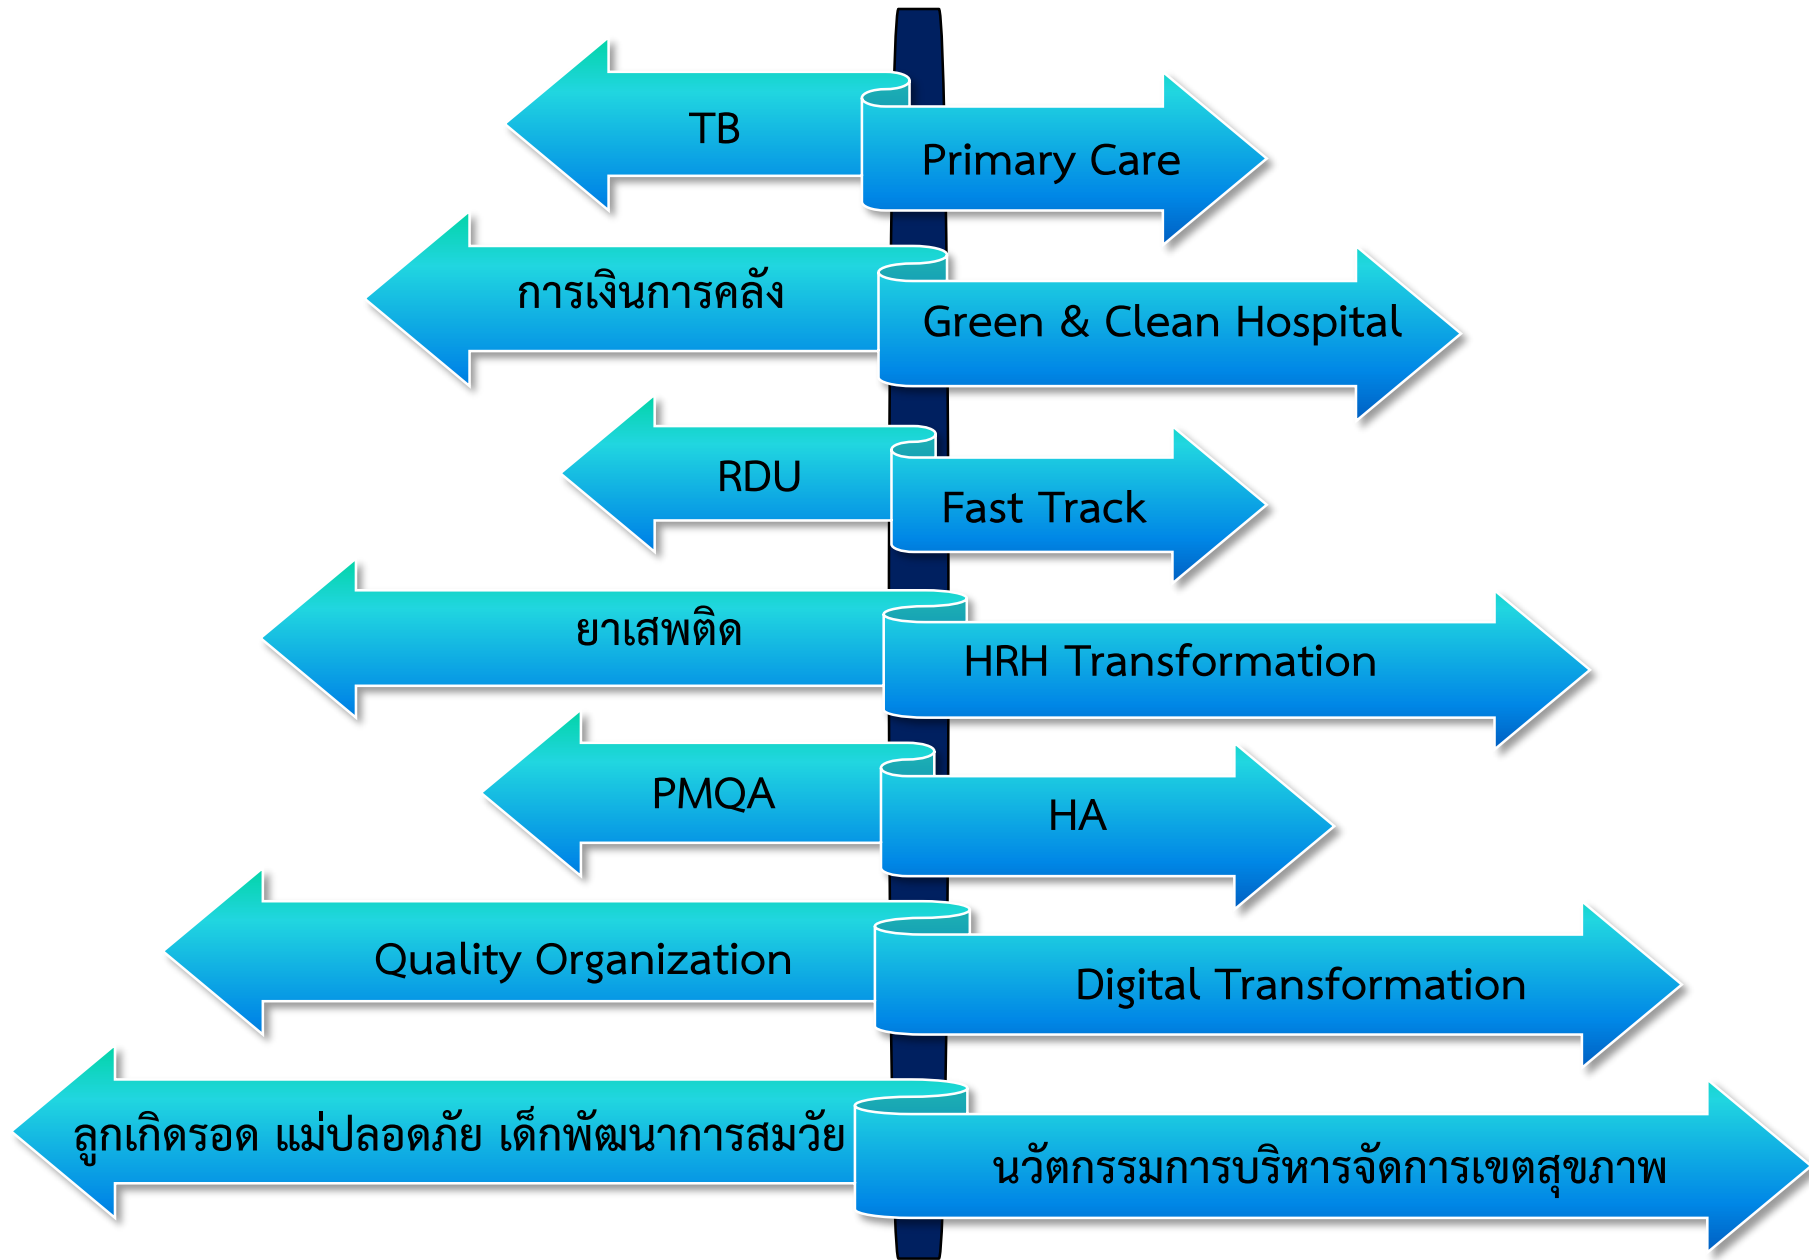 TB
Primary Care
การเงินการคลัง
Green & Clean Hospital
RDU
Fast Track
ยาเสพติด
HRH Transformation
PMQA
HA
Quality Organization
Digital Transformation
ลูกเกิดรอด แม่ปลอดภัย เด็กพัฒนาการสมวัย
นวัตกรรมการบริหารจัดการเขตสุขภาพ